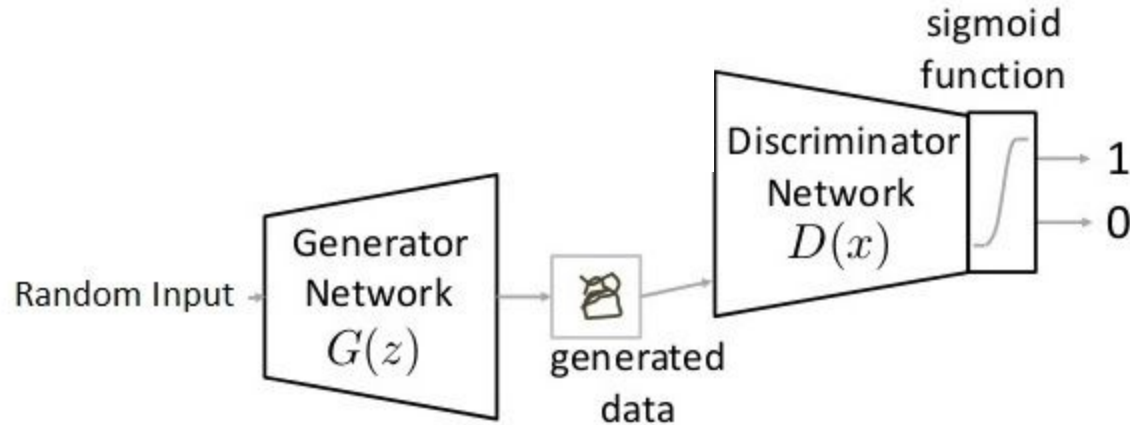 sigmoid
function
Discriminator
Network
D(x)
1
0
Generator
Network
G(z)
Random Input
generated
data